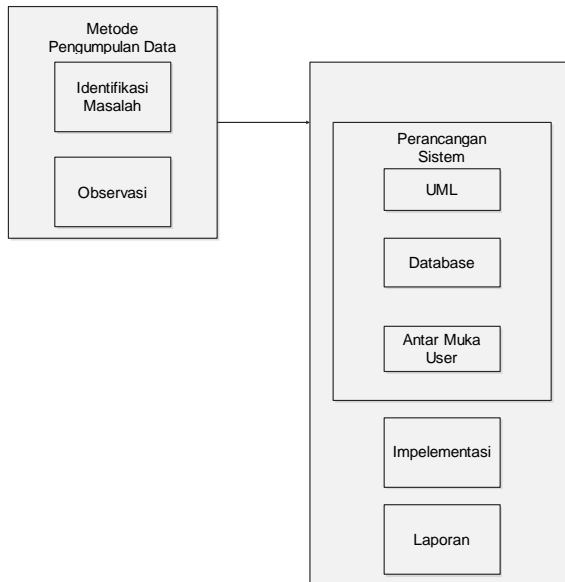 Metode
Pengumpulan Data
Identifikasi
Masalah
Observasi
Perancangan
Sistem
UML
Database
Antar Muka
User
Impelementasi
Laporan